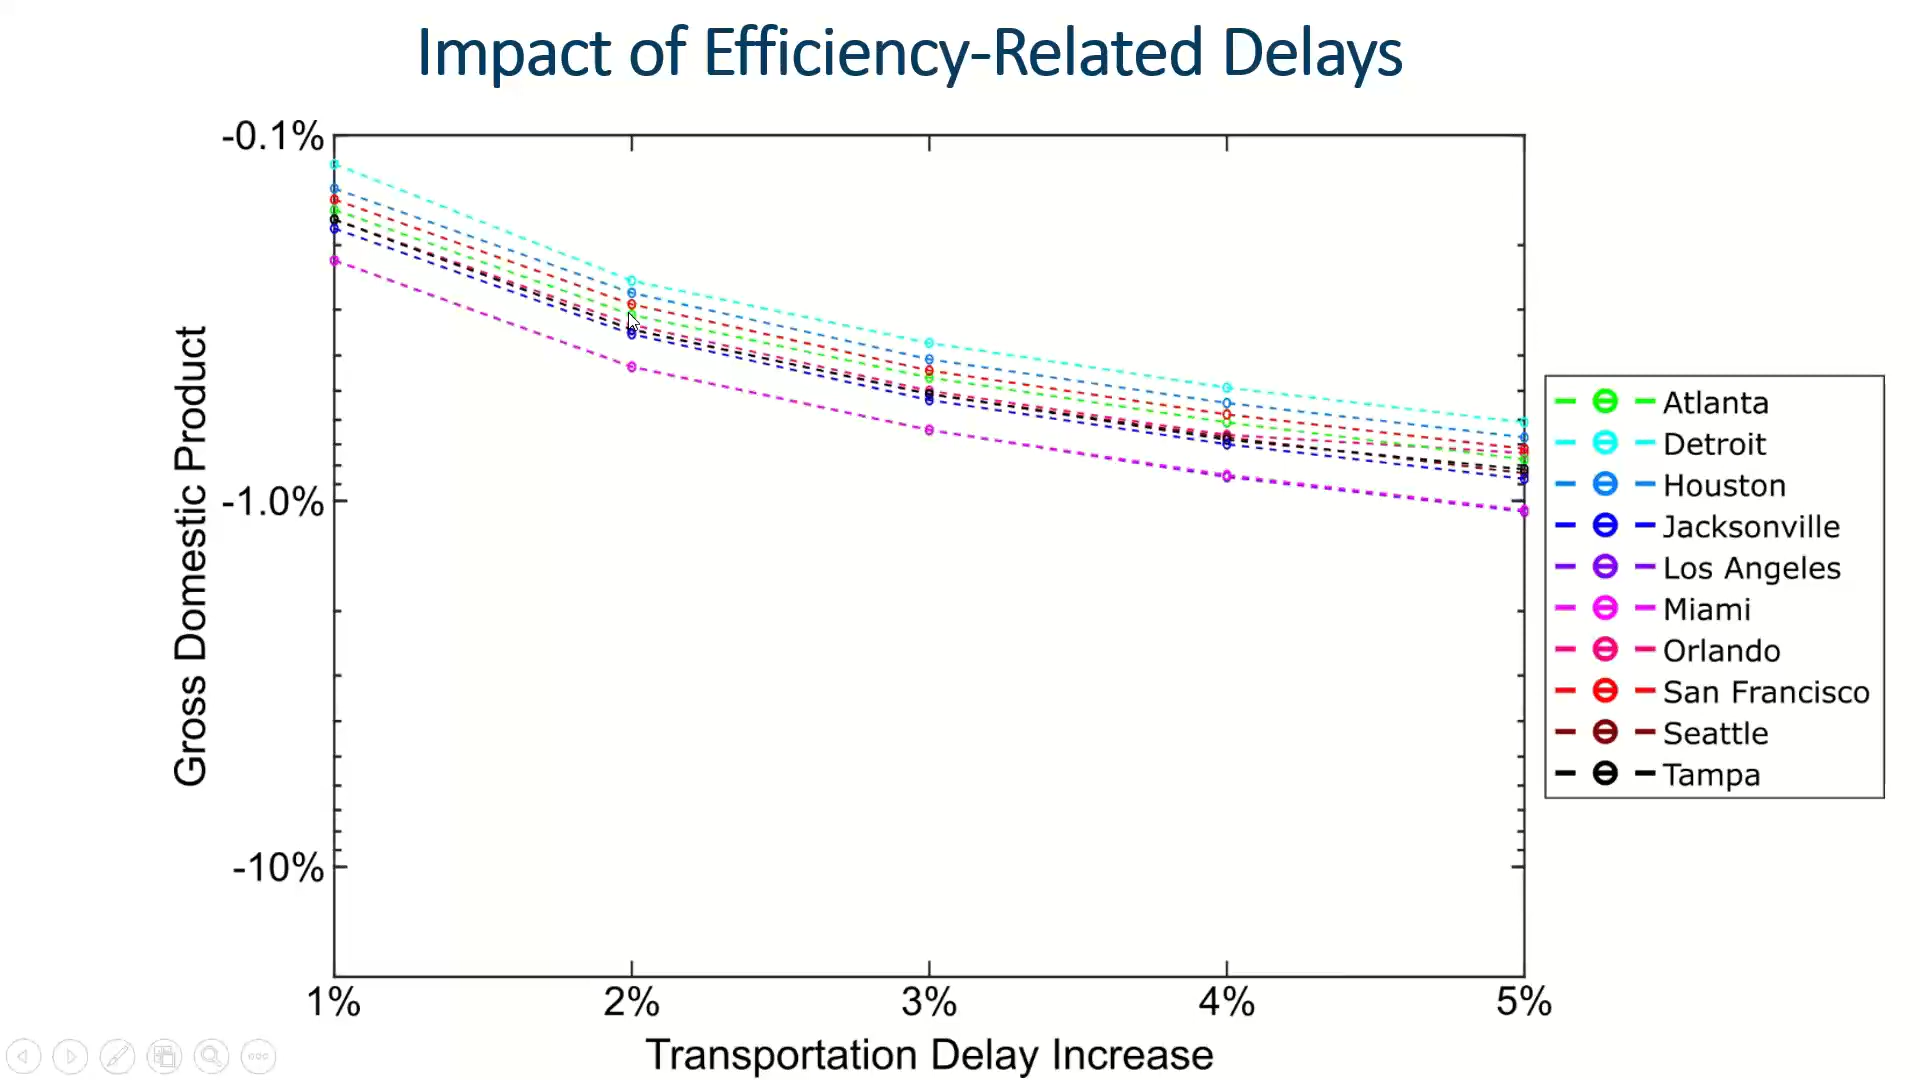 Impact of Efficiency-Related Delays
-0.1%
-1.0%
-10%
Gross Domestic Product
1%
2%
3%
4%
5%
Transportation Delay Increase
Atlanta
Detroit
Houston
Jacksonville
Los Angeles
Miami
Orlando
San Francisco
Seattle
Tampa